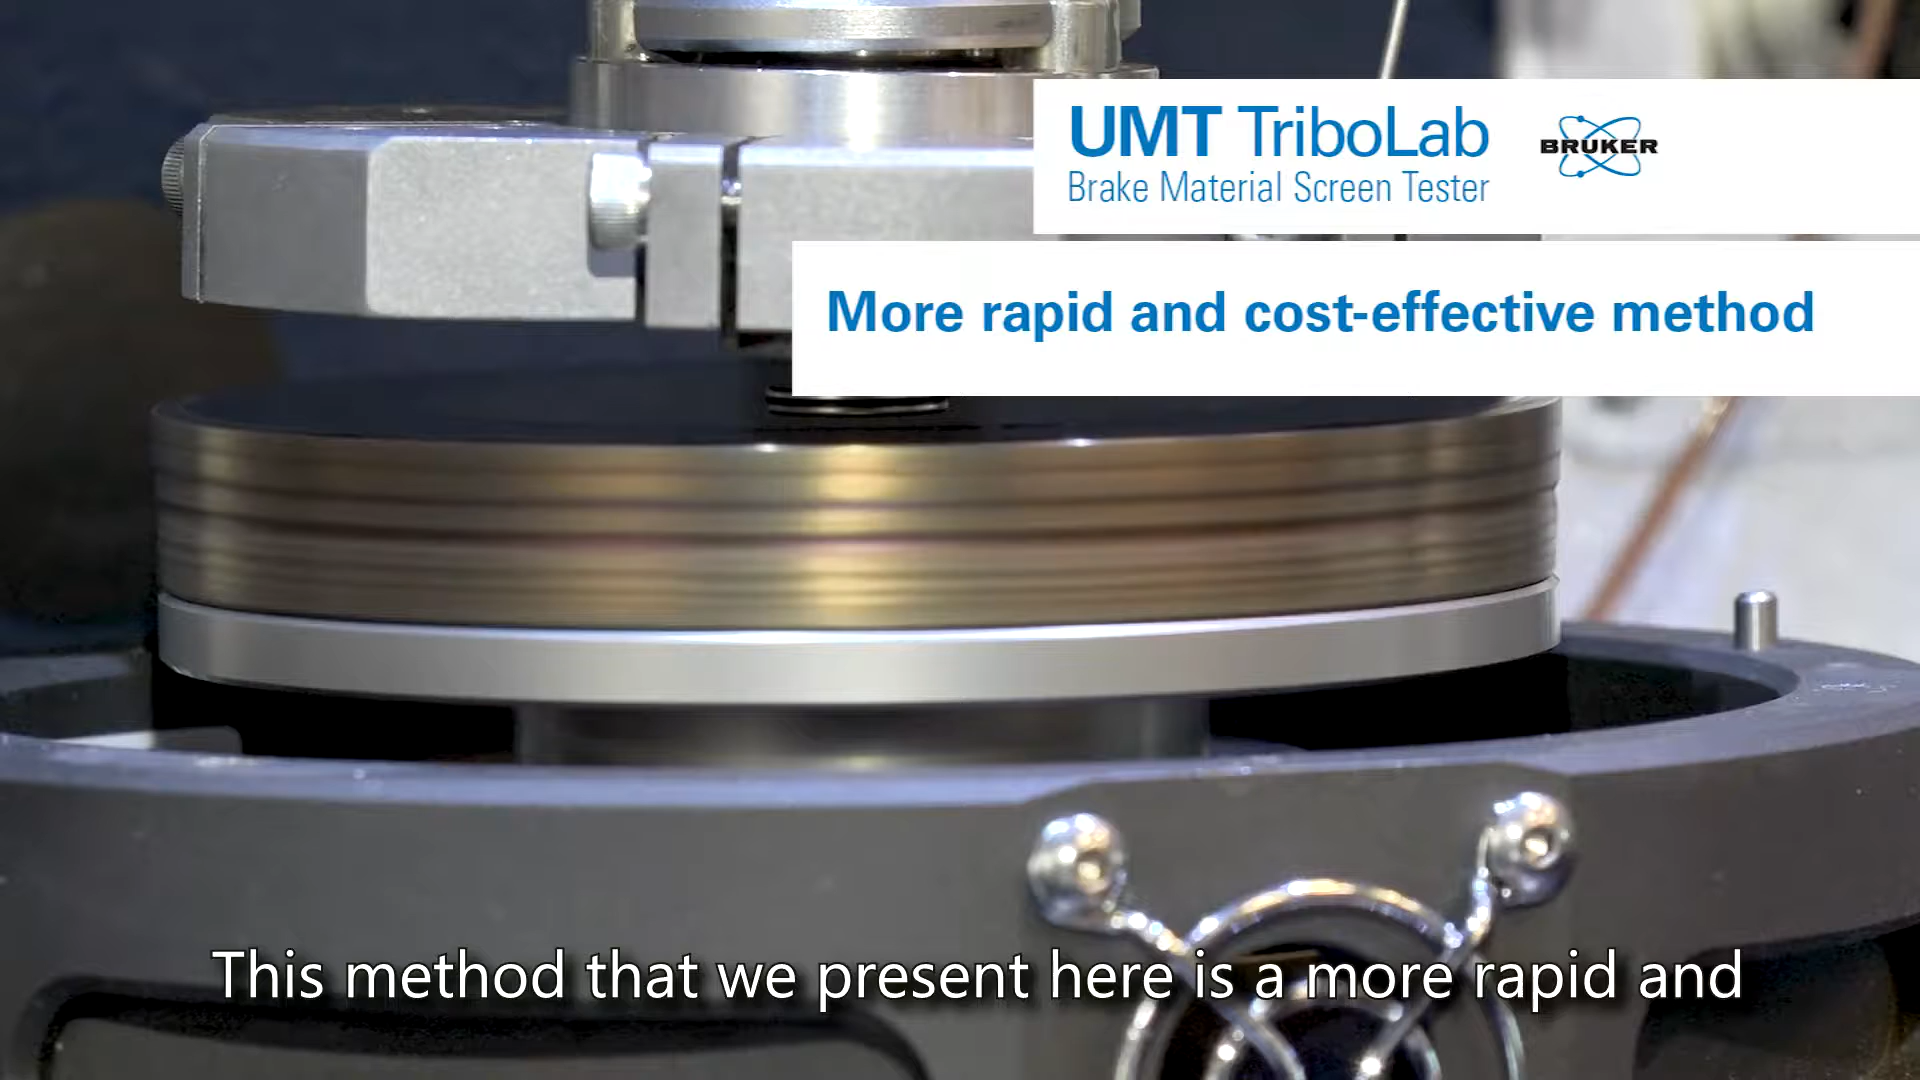 UMT TriboLab
Brake Material Screen Tester
BRUKER
More rapid and cost-effective method
This method that we present here is a more rapid and